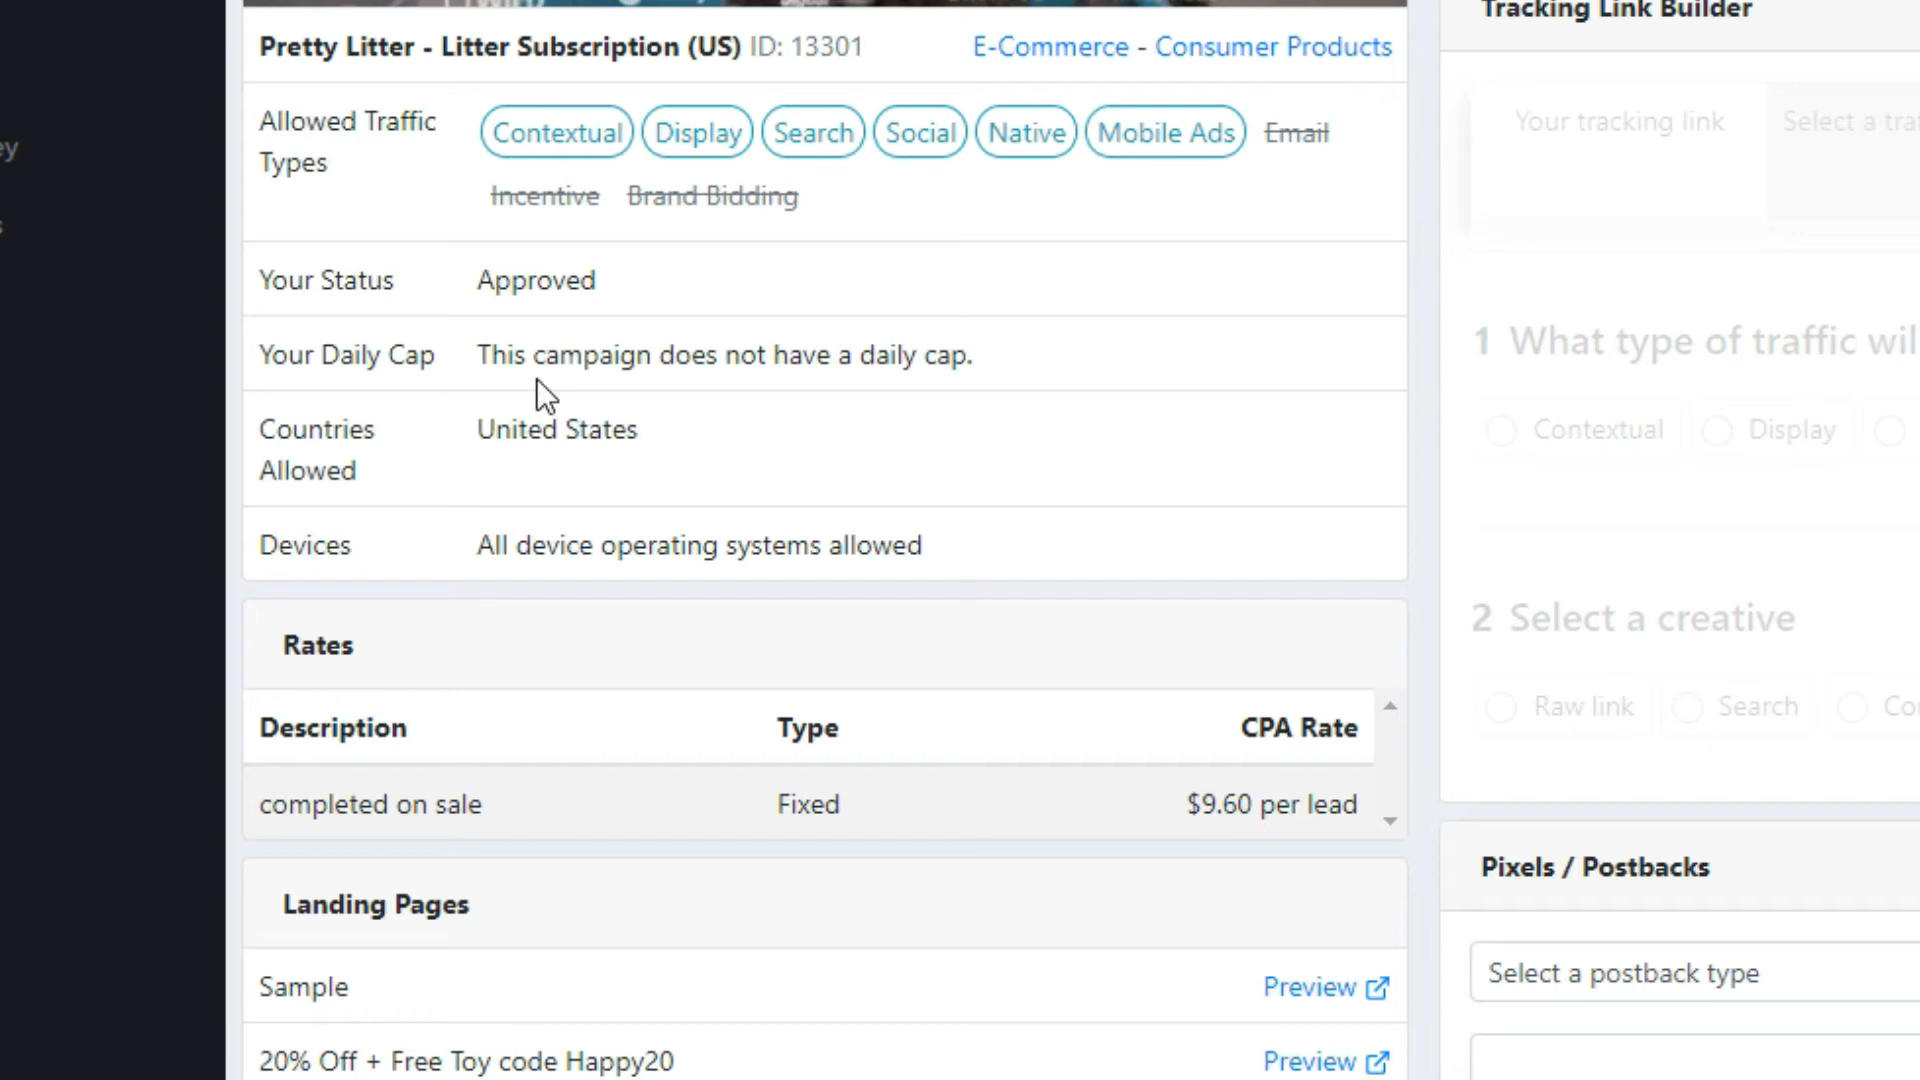 Tracking Link Builder
Pretty Litter - Litter Subscription (US) ID: 13301
E-Commerce - Consumer Products
Allowed Traffic Types
Contextual Display Search Social Native Mobile Ads Email
Incentive Brand Bidding
Your Status Approved
Your Daily Cap This campaign does not have a daily cap.
Countries Allowed United States
Devices All device operating systems allowed
Rates
Description Type CPA Rate
completed on sale Fixed $9.60 per lead
Landing Pages
Sample Preview
20% Off + Free Toy code Happy20 Preview
Your tracking link Select a
1 What type of traffic
Contextual Display
2 Select a creative
Raw link Search
Pixels / Postbacks
Select a postback type